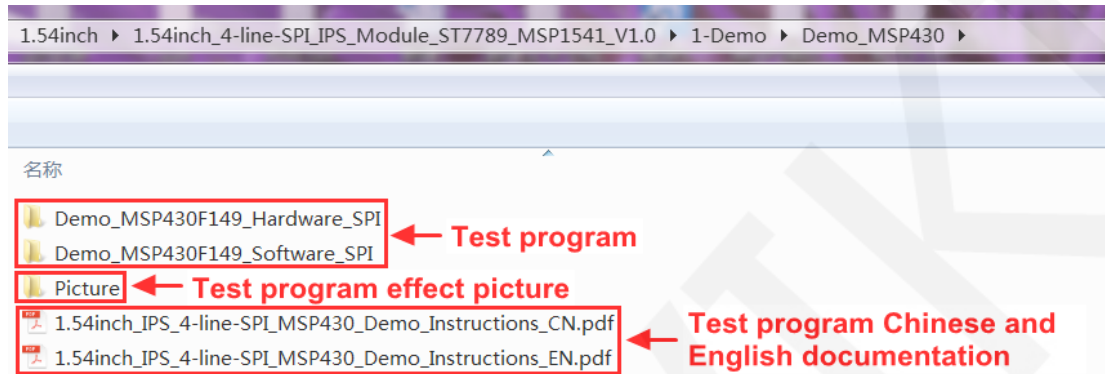 1.54inch ▸ 1.54inch_4-line-SPI_IPS_Module_ST7789_MSP1541_V1.0 ▸ 1-Demo ▸ Demo_MSP430 ▸
名称
Demo_MSP430F149_Hardware_SPI
Demo_MSP430F149_Software_SPI
Test program
Picture
Test program effect picture
1.54inch_IPS_4-line-SPI_MSP430_Demo_Instructions_CN.pdf
1.54inch_IPS_4-line-SPI_MSP430_Demo_Instructions_EN.pdf
Test program Chinese and
English documentation